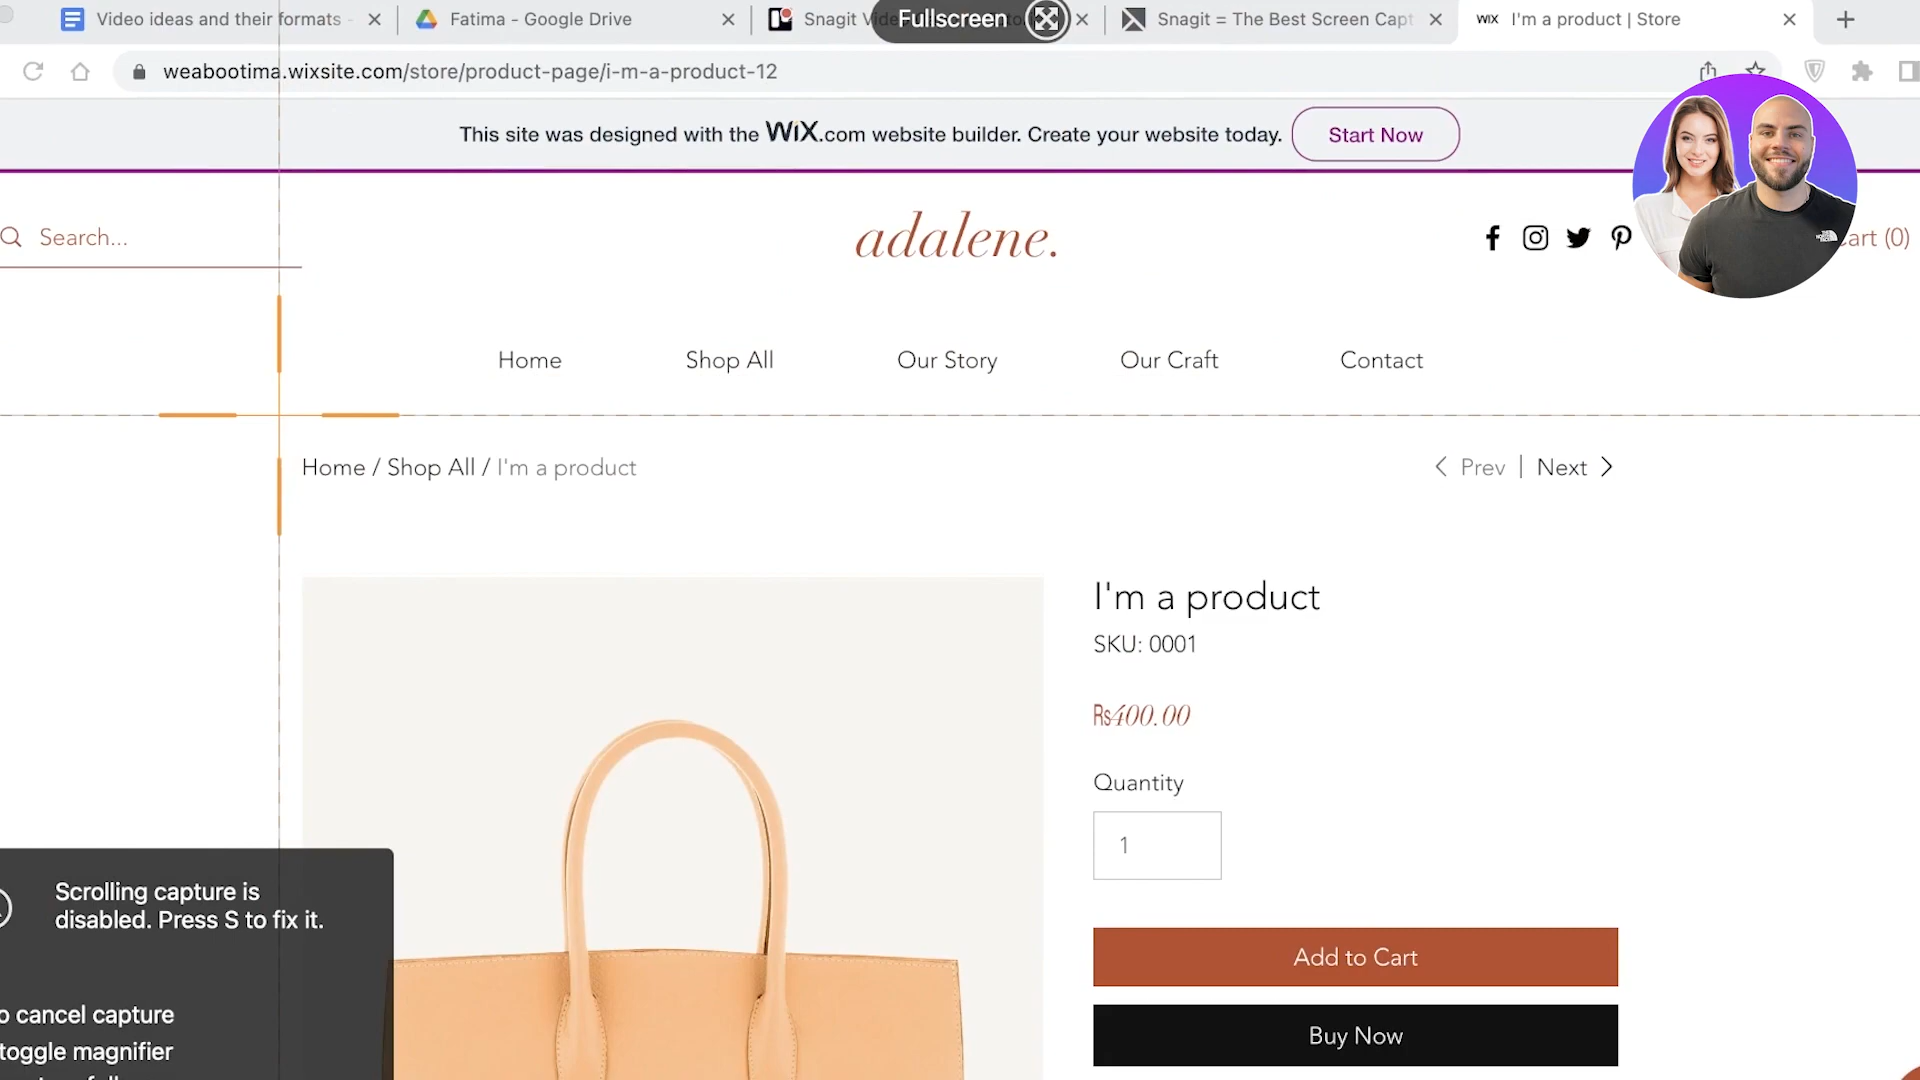 Video ideas and their formats -
Fatima - Google Drive
Snagit
Fullscreen
Snagit = The Best Screen Capt
WIX I'm a product | Store
weabootima.wixsite.com/store/product-page/i-m-a-product-12
This site was designed with the WiX.com website builder. Create your website today.
Start Now
Search...
adalene.
Cart (0)
Home
Shop All
Our Story
Our Craft
Contact
Home / Shop All / I'm a product
Prev | Next
I'm a product
SKU: 0001
Rs400.00
Quantity
1
Add to Cart
Buy Now
Scrolling capture is
disabled. Press S to fix it.
o cancel capture
toggle magnifier